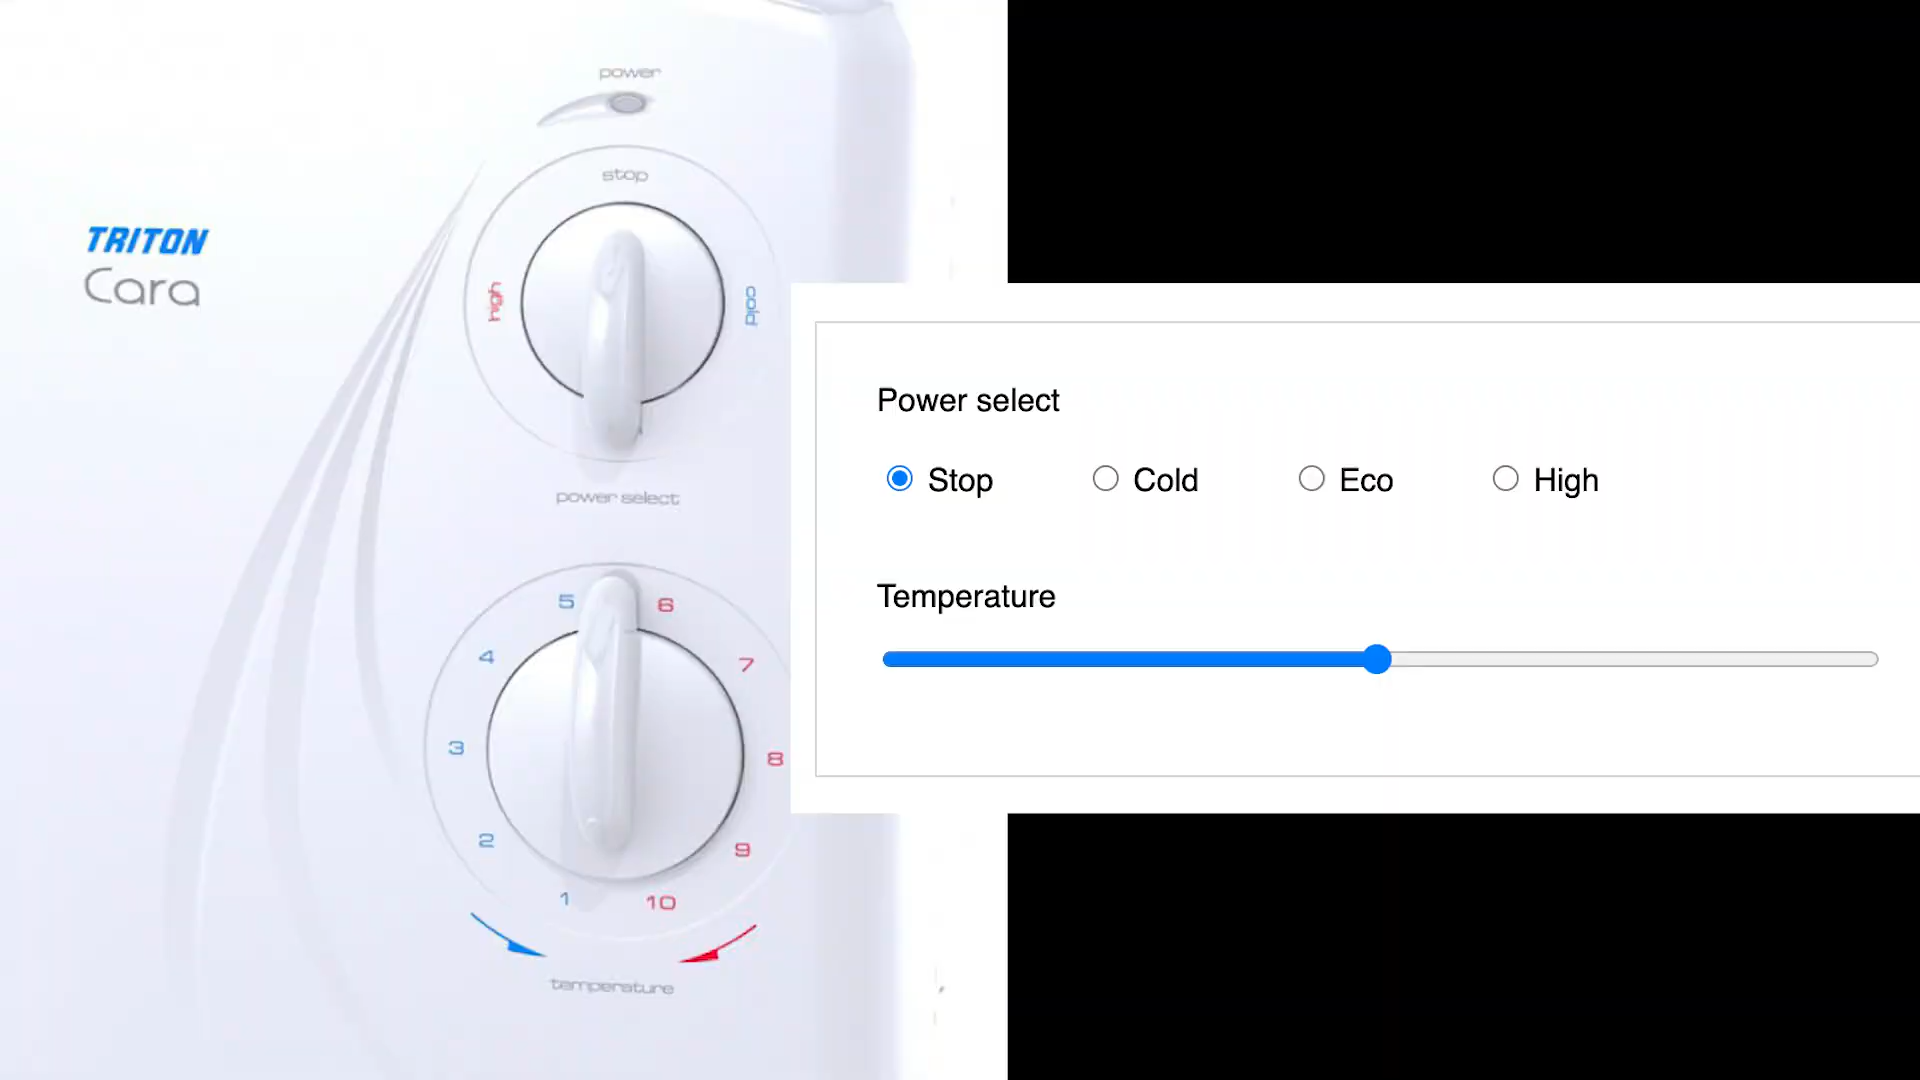 power
stop
TRITON
Cara
high
cold
power select
5
6
4
7
3
8
2
9
1
10
temperature
Power select
Stop
Cold
Eco
High
Temperature